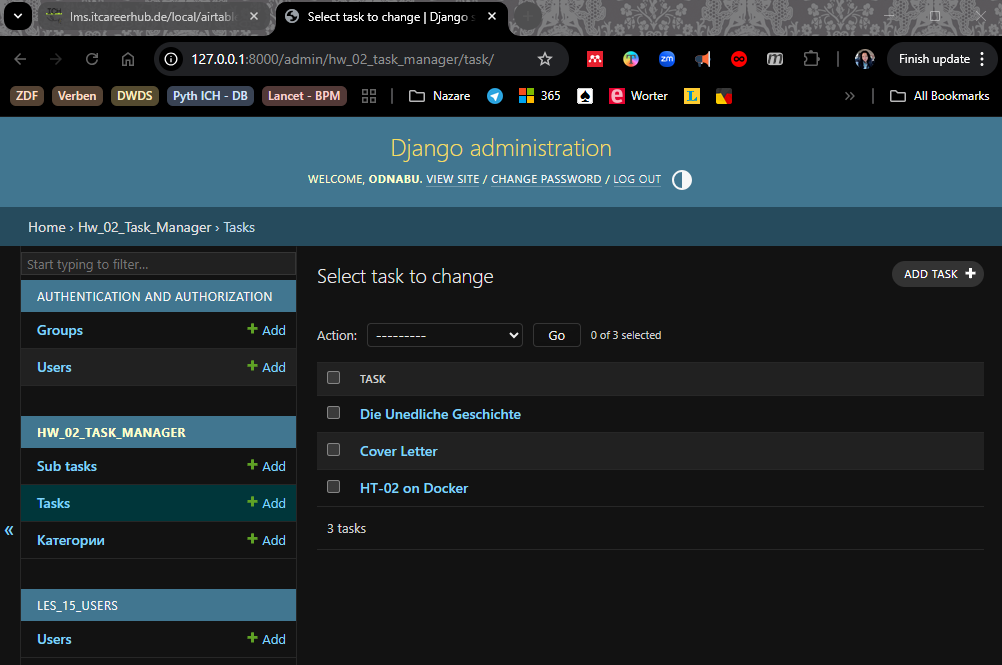 lms.itcareerhub.de/local/airtabl
Select task to change | Django s
127.0.0.1:8000/admin/hw_02_task_manager/task/
Finish update
ZDF
Verben
DWDS
Pyth ICH - DB
Lancet - BPM
Nazare
365
Worter
All Bookmarks
Django administration
WELCOME, ODNABU. VIEW SITE / CHANGE PASSWORD / LOG OUT
Home › Hw_02_Task_Manager › Tasks
Start typing to filter...
AUTHENTICATION AND AUTHORIZATION
Groups + Add
Users + Add
HW_02_TASK_MANAGER
Sub tasks + Add
Tasks + Add
Категории + Add
LES_15_USERS
Users + Add
«
Select task to change
ADD TASK +
Action: --------- Go 0 of 3 selected
TASK
Die Unedliche Geschichte
Cover Letter
HT-02 on Docker
3 tasks